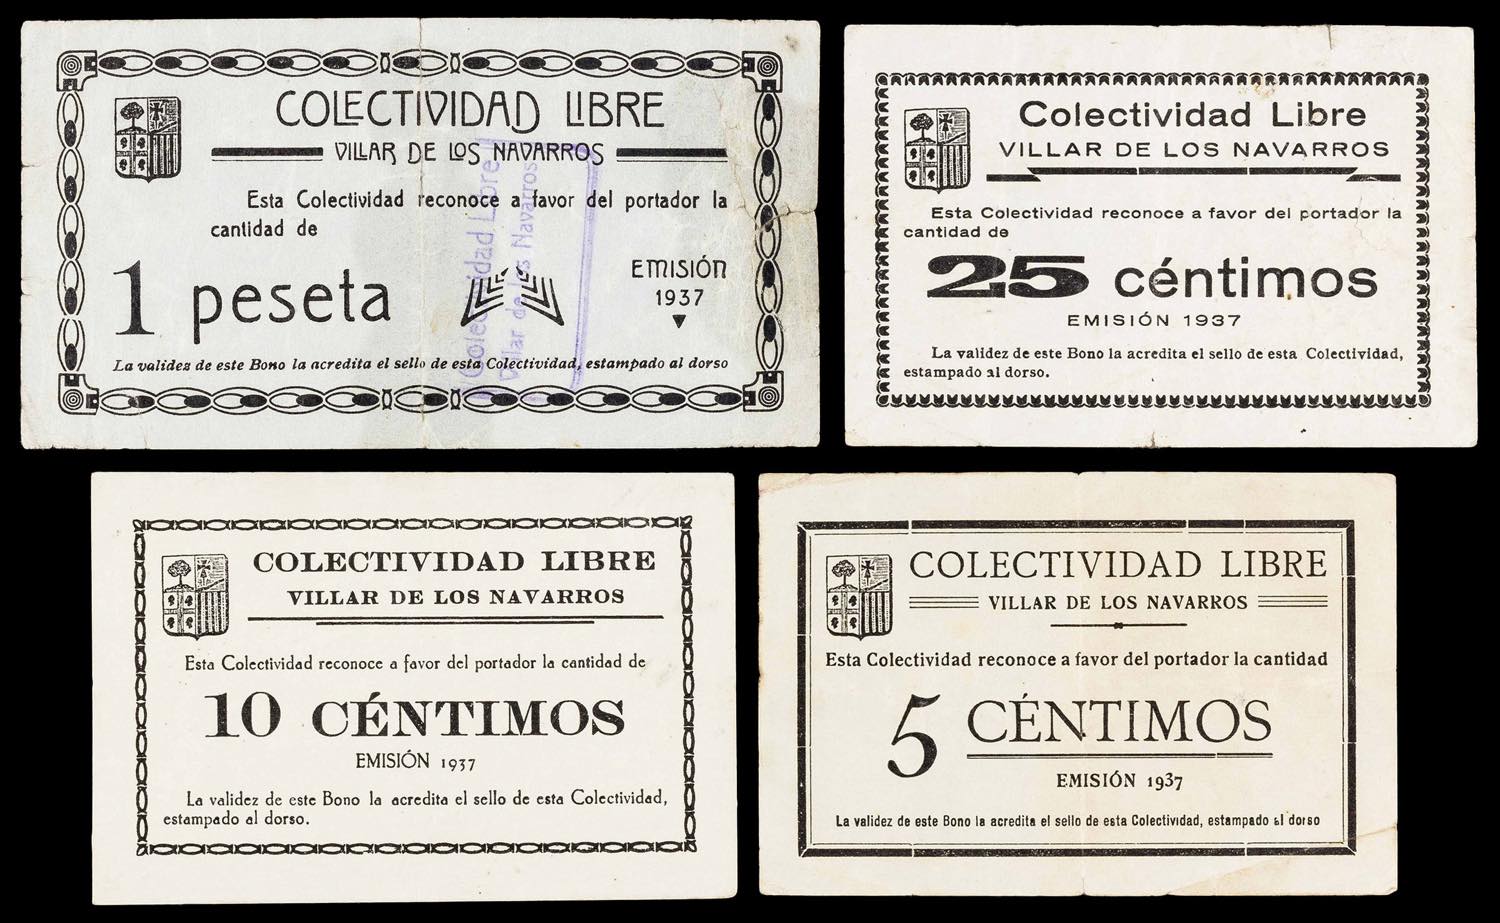 COLECTIVIDAD LIBRE
VILLAR DE LOS NAVARROS
Esta Colectividad reconoce a favor del portador la
cantidad de
1 peseta
EMISIÓN
1937
La validez de este Bono la acredita el sello de esta Colectividad, estampado al dorso
Colectividad Libre
Villar de los Navarros
Colectividad Libre
VILLAR DE LOS NAVARROS
Esta Colectividad reconoce a favor del portador la
cantidad de
25 céntimos
EMISIÓN 1937
La validez de este Bono la acredita el sello de esta Colectividad,
estampado al dorso.
COLECTIVIDAD LIBRE
VILLAR DE LOS NAVARROS
Esta Colectividad reconoce a favor del portador la cantidad de
10 CÉNTIMOS
EMISIÓN 1937
La validez de este Bono la acredita el sello de esta Colectividad,
estampado al dorso.
COLECTIVIDAD LIBRE
VILLAR DE LOS NAVARROS
Esta Colectividad reconoce a favor del portador la cantidad
5 CÉNTIMOS
EMISIÓN 1937
La validez de este Bono la acredita el sello de esta Colectividad, estampado al dorso